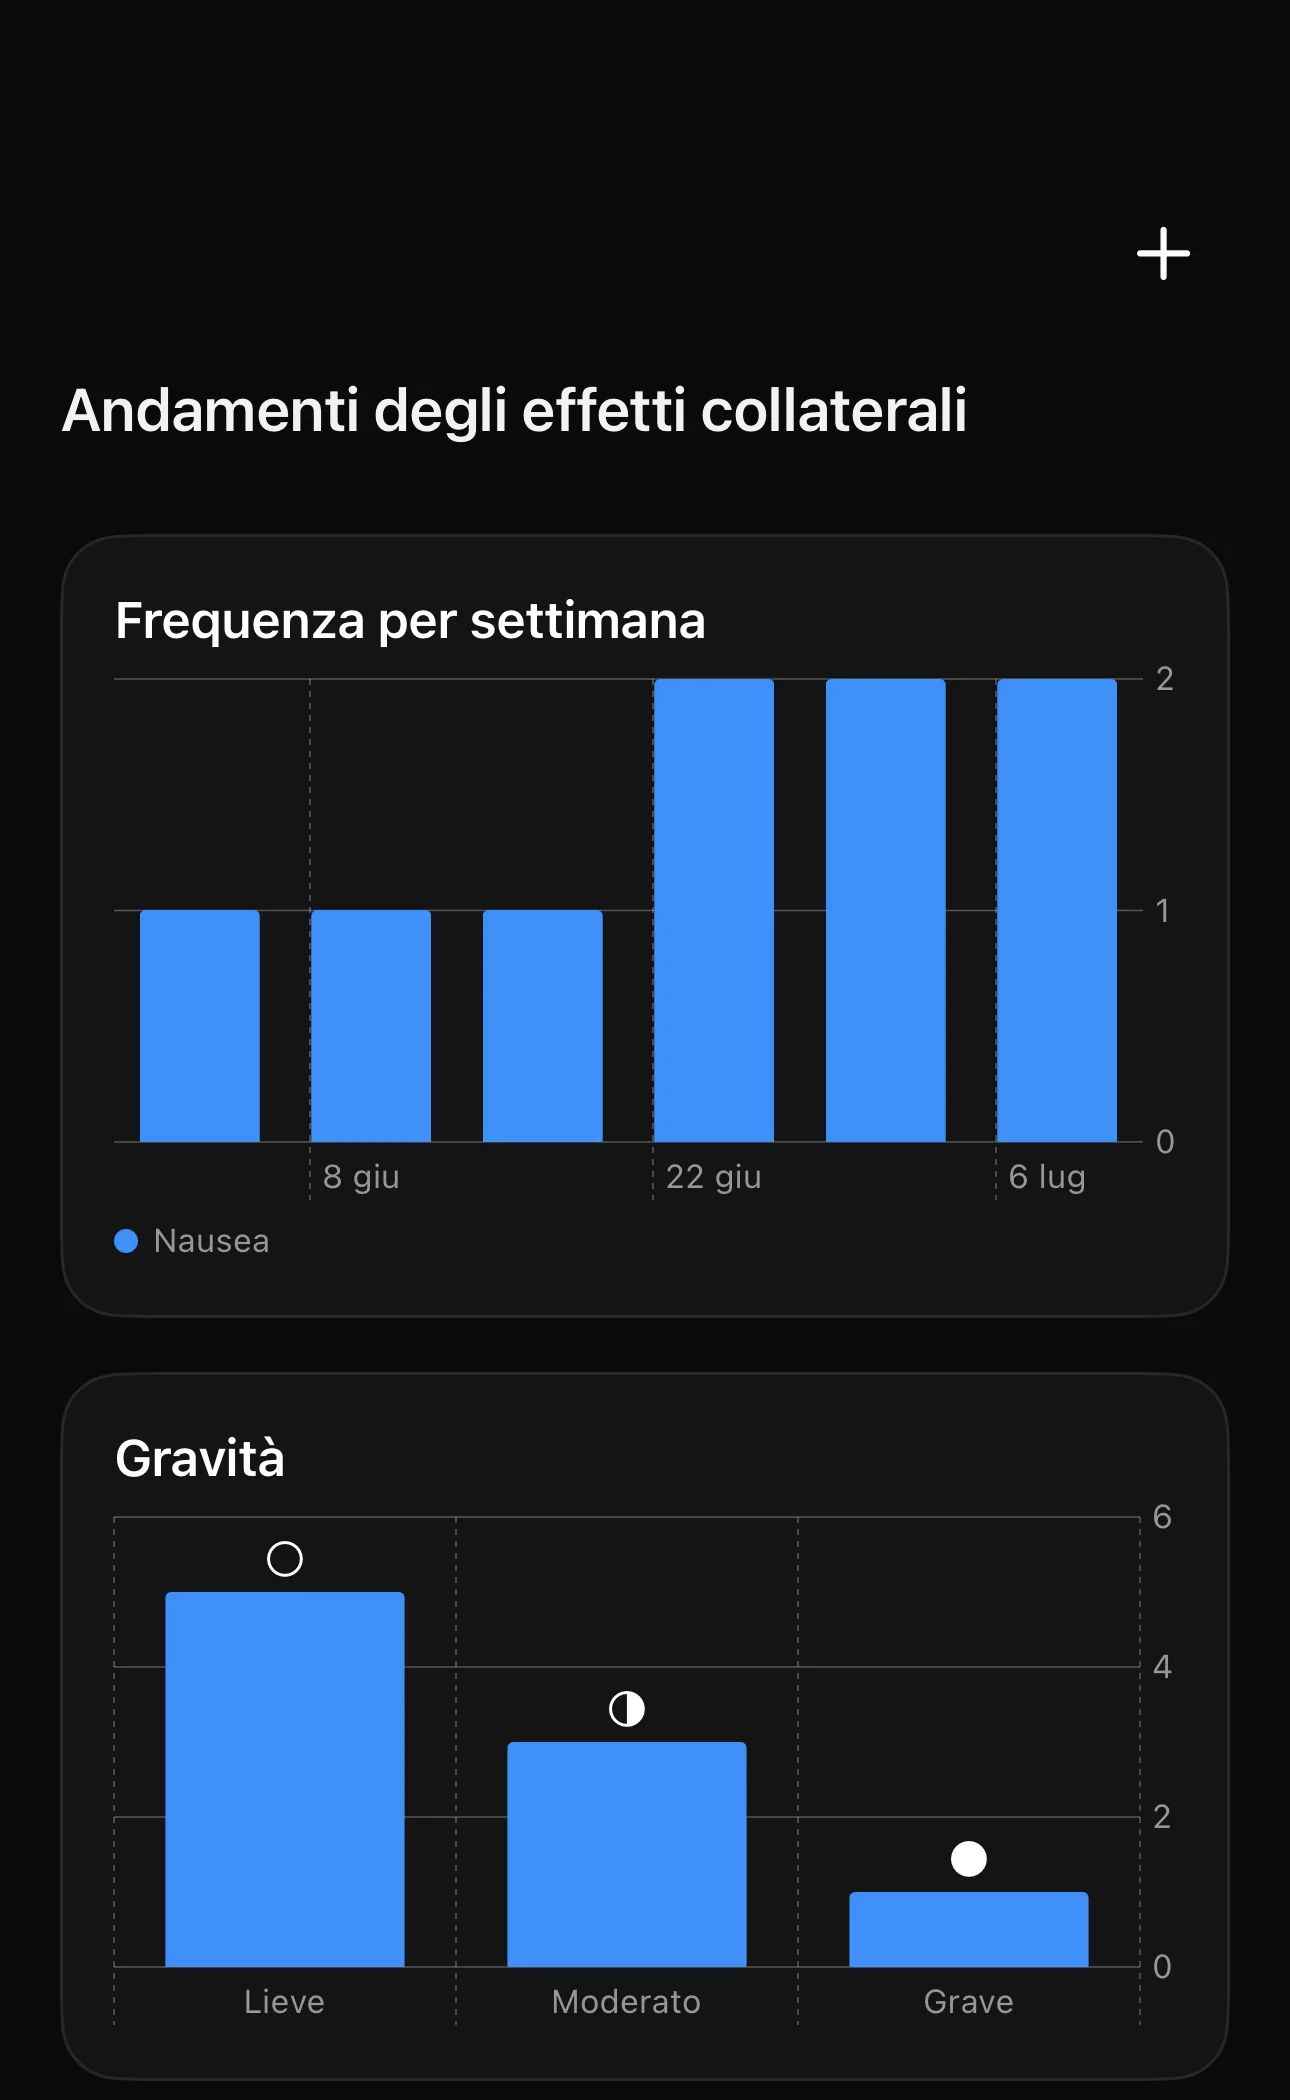 Andamenti degli effetti collaterali
Frequenza per settimana
2
1
0
8 giu 22 giu 6 lug
Nausea
Gravità
6
4
2
0
Lieve Moderato Grave